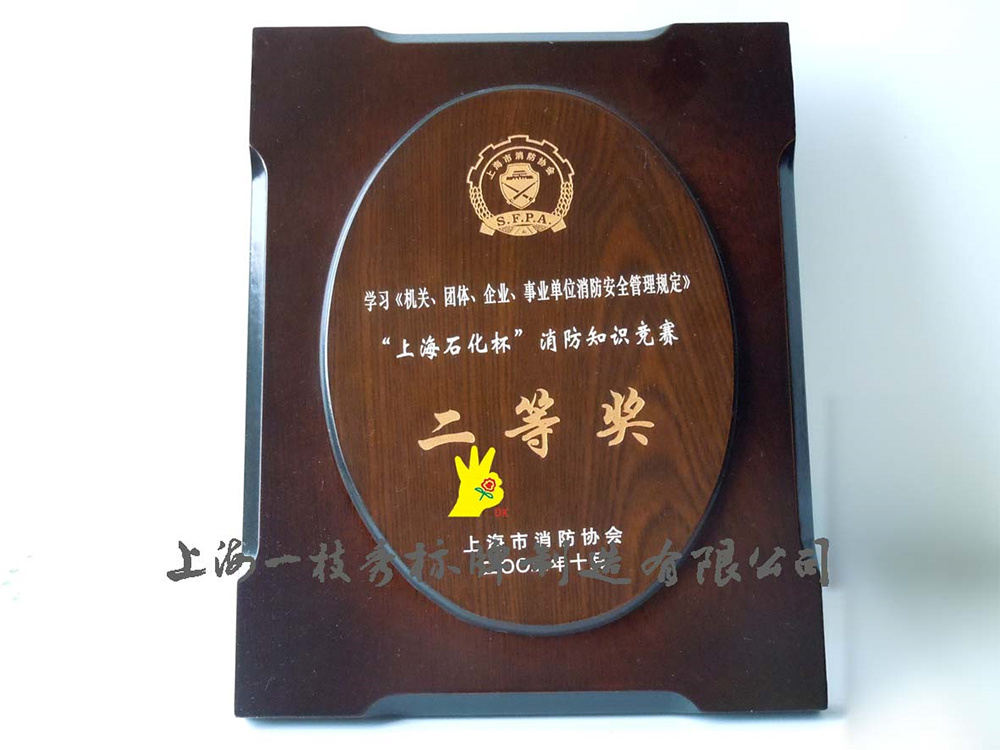 上海市消防协会
S.F.P.A.
学习《机关、团体、企业、事业单位消防安全管理规定》
“上海石化杯”消防知识竞赛
二等奖
上海市消防协会
上海一枝秀标牌制造有限公司